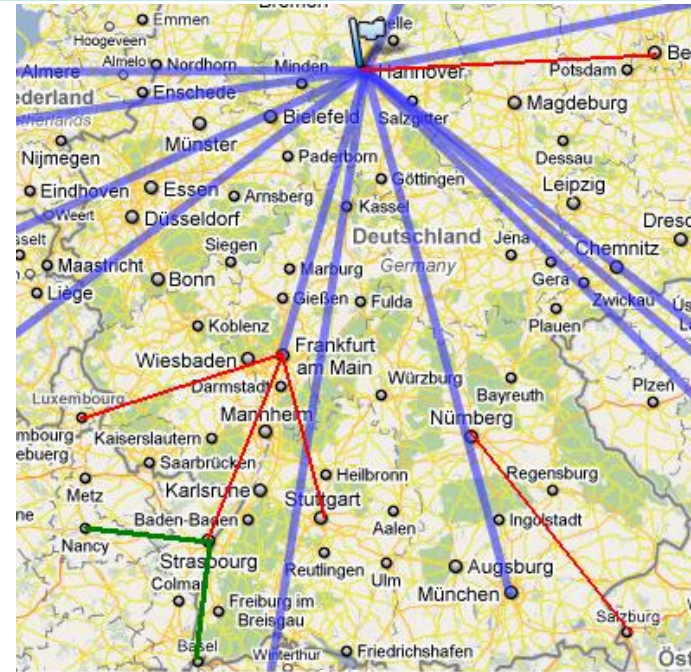 Emmen
Hoogeveen
Almelo
Nordhorn
Minden
Hannover
Potsdam
Almere
Enschede
Bielefeld
Salzgitter
Magdeburg
Münster
Paderborn
Dessau
Nijmegen
Göttingen
Eindhoven
Essen
Arnsberg
Kassel
Leipzig
Weert
Düsseldorf
Deutschland
Germany
Siegen
Jena
Chemnitz
Maastricht
Marburg
Gera
Bonn
Liège
Gießen
Fulda
Zwickau
Koblenz
Plauen
Frankfurt
am Main
Wiesbaden
Darmstadt
Würzburg
Bayreuth
Plzen
Luxembourg
Mannheim
Nürnberg
Kaiserslautern
Saarbrücken
Heilbronn
Regensburg
Metz
Karlsruhe
Stuttgart
Baden-Baden
Ingolstadt
Nancy
Aalen
Strasbourg
Reutlingen
Ulm
Augsburg
München
Colmar
Freiburg im
Breisgau
Salzburg
Basel
Winterthur
Friedrichshafen